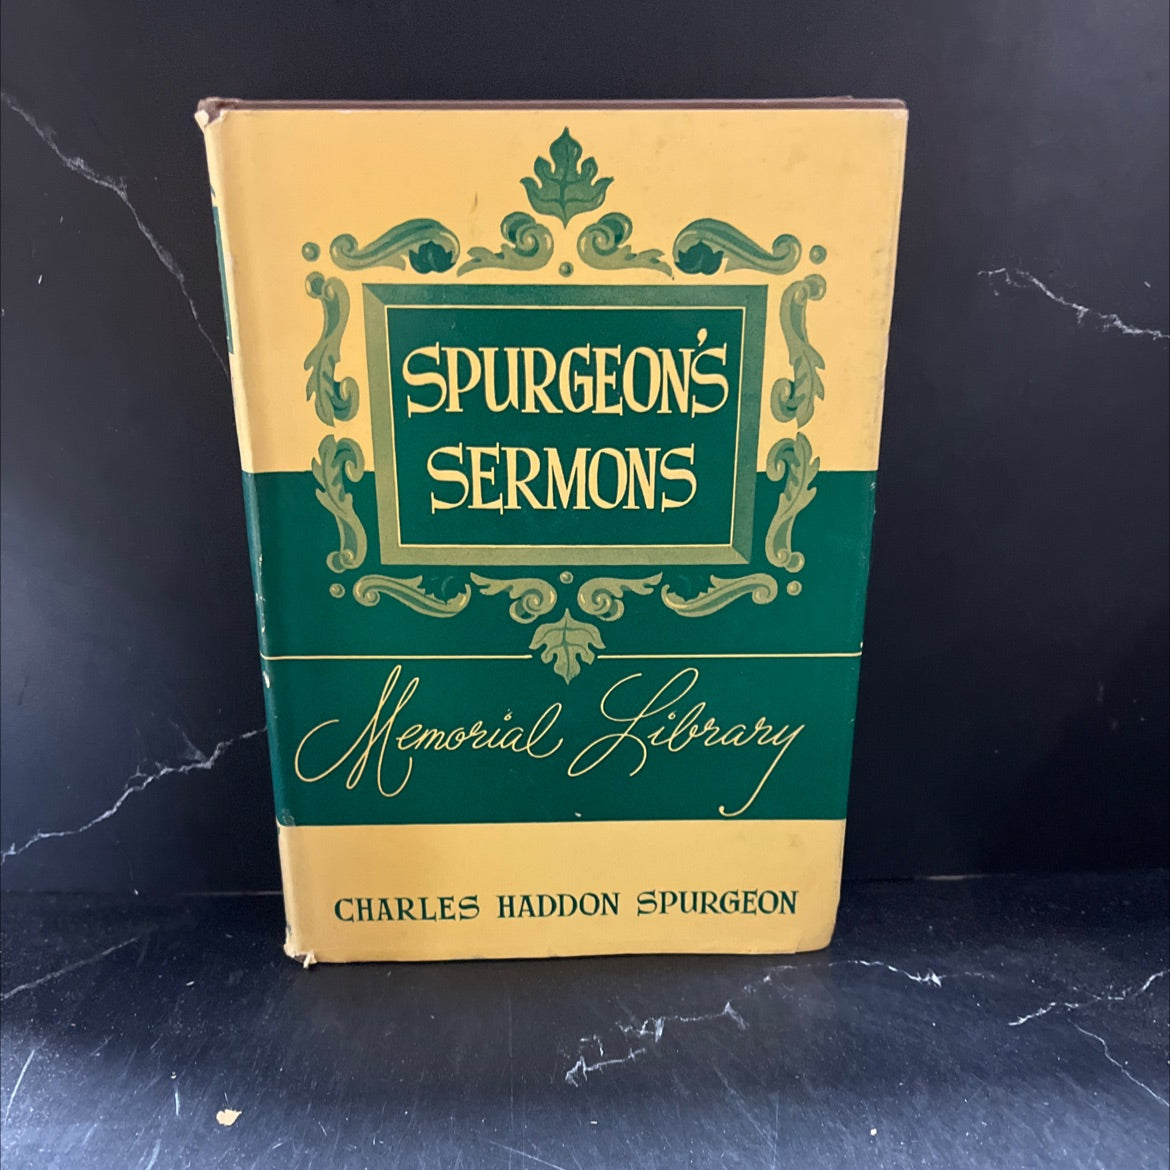 SPURGEON'S
SERMONS
Memorial Library
CHARLES HADDON SPURGEON